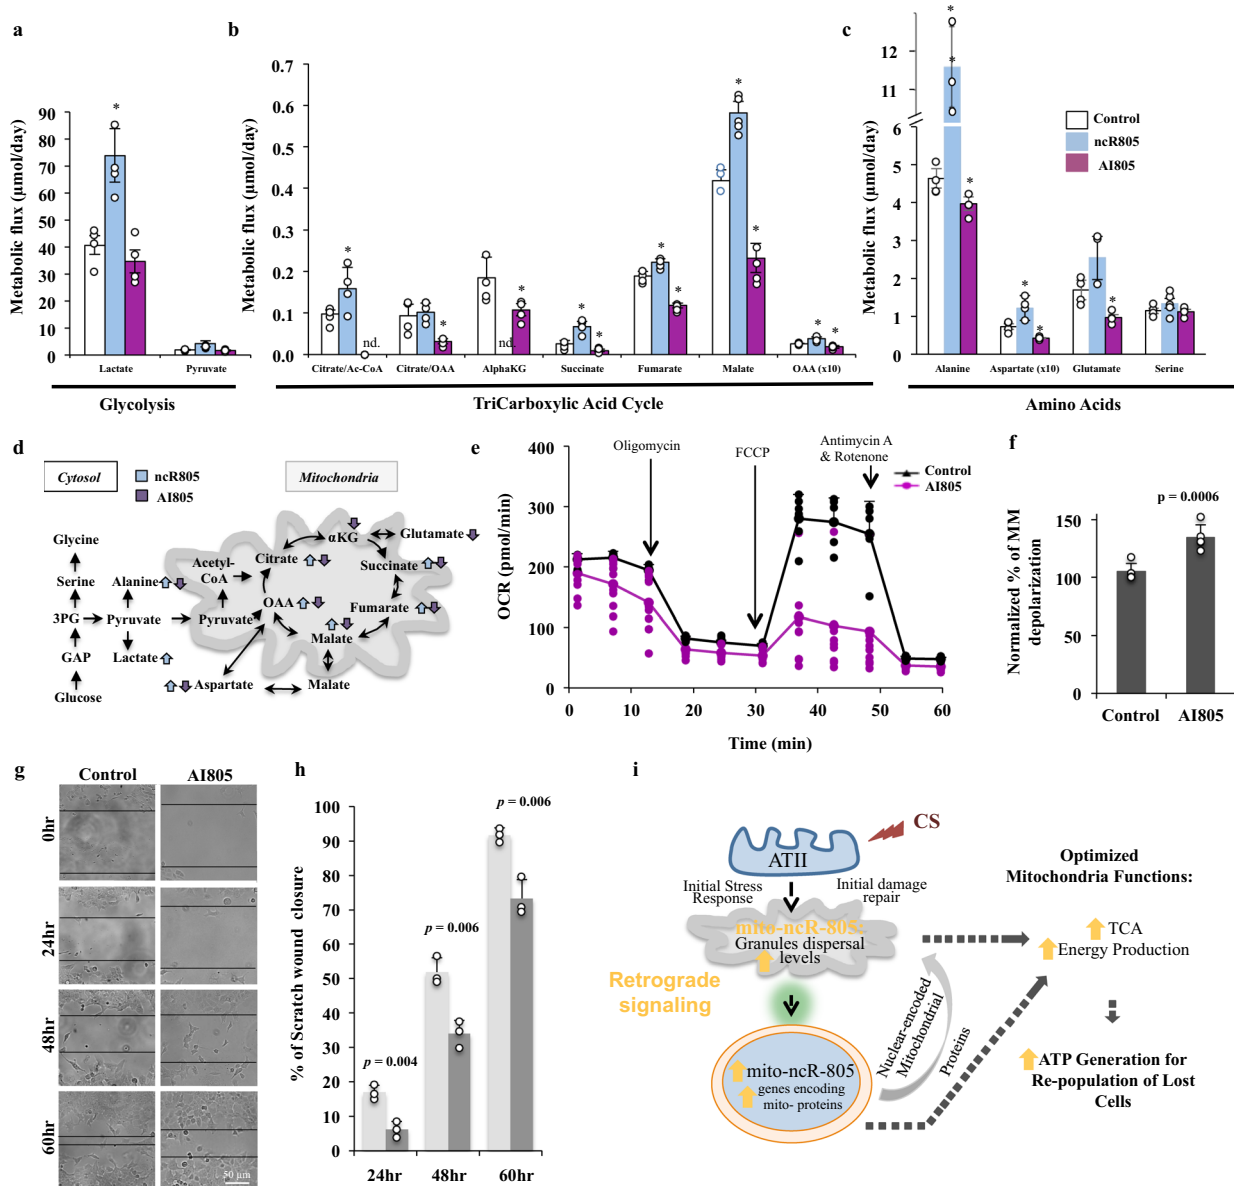 a
Metabolic flux (μmol/day)
90
80
70
60
50
40
30
20
10
0
*
Lactate
Pyruvate
Glycolysis
b
Metabolic flux (μmol/day)
0.7
0.6
0.5
0.4
0.3
0.2
0.1
0.0
*
nd.
*
nd.
*
*
*
*
*
*
*
*
*
Citrate/Ac-CoA
Citrate/OAA
AlphaKG
Succinate
Fumarate
Malate
OAA (x10)
TriCarboxylic Acid Cycle
c
Metabolic flux (μmol/day)
12
11
6
5
4
3
2
1
0
*
*
*
*
*
*
Control
ncR805
AI805
Alanine
Aspartate (x10)
Glutamate
Serine
Amino Acids
d
Cytosol
ncR805
AI805
Mitochondria
Glycine
Serine
3PG
GAP
Glucose
Alanine
Pyruvate
Lactate
Acetyl-
CoA
Pyruvate
Citrate
αKG
Glutamate
Succinate
OAA
Fumarate
Malate
Aspartate
Malate
e
OCR (pmol/min)
400
300
200
100
0
Oligomycin
FCCP
Antimycin A
& Rotenone
Control
AI805
0
10
20
30
40
50
60
Time (min)
f
Normalized % of MM
depolarization
p = 0.0006
150
100
50
0
Control
AI805
g
Control
AI805
0hr
24hr
48hr
60hr
50 μm
h
% of Scratch wound closure
100
90
80
70
60
50
40
30
20
10
0
p = 0.004
p = 0.006
p = 0.006
24hr
48hr
60hr
i
CS
ATII
Initial Stress
Response
Initial damage
repair
mito-ncR-805:
Granules dispersal
levels
Retrograde
signaling
mito-ncR-805
genes encoding
mito- proteins
Nuclear-encoded
Mitochondrial
Proteins
Optimized
Mitochondria Functions:
TCA
Energy Production
ATP Generation for
Re-population of Lost
Cells